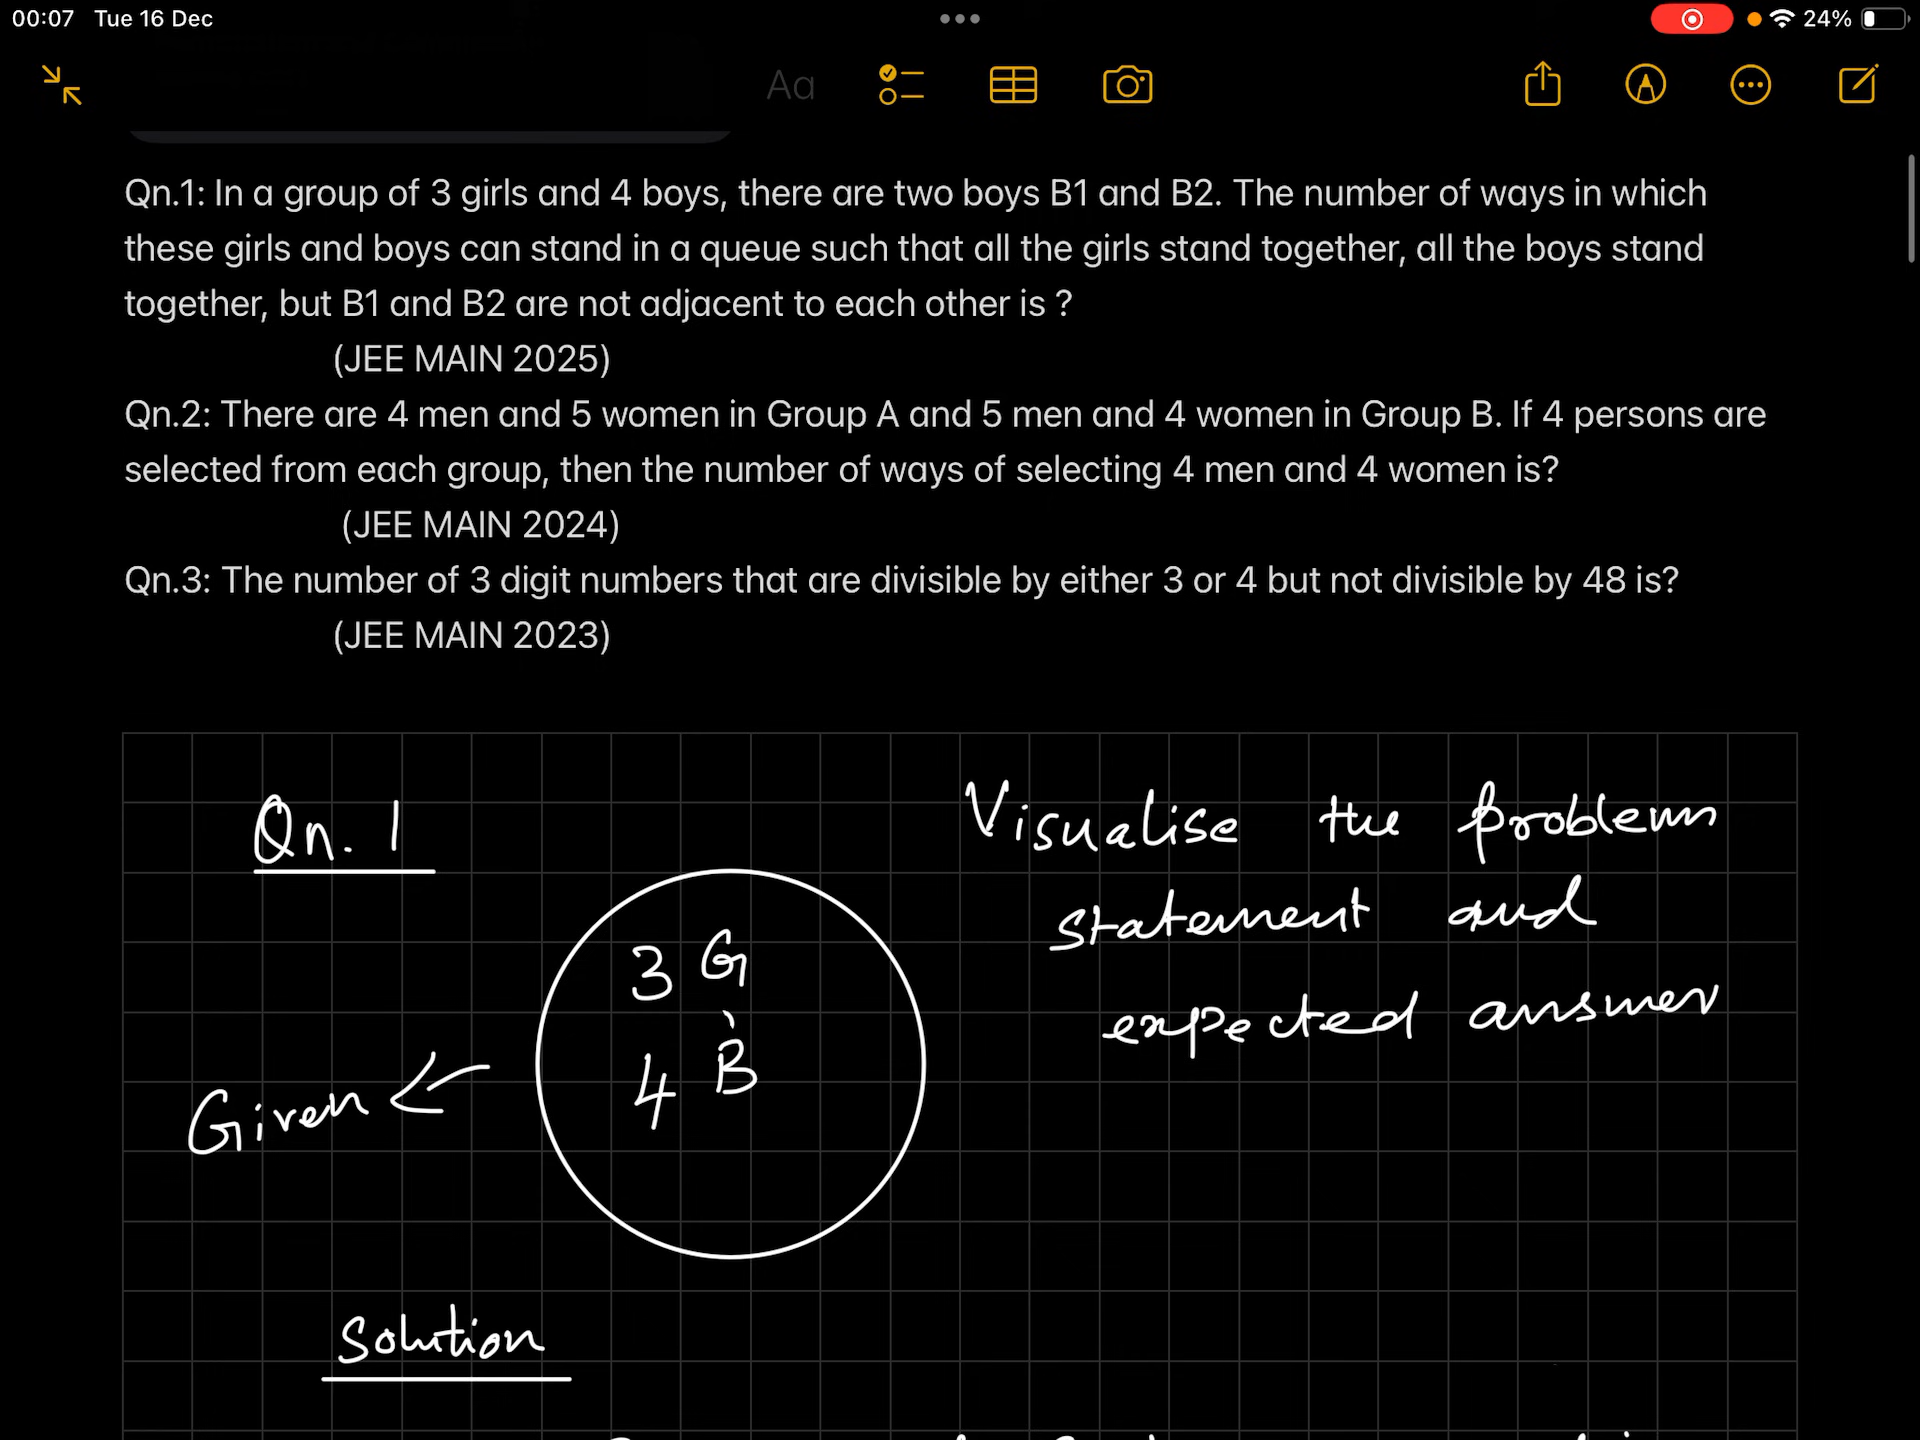 00:07 Tue 16 Dec
24%
Aa
Qn.1: In a group of 3 girls and 4 boys, there are two boys B1 and B2. The number of ways in which
these girls and boys can stand in a queue such that all the girls stand together, all the boys stand
together, but B1 and B2 are not adjacent to each other is ?
(JEE MAIN 2025)
Qn.2: There are 4 men and 5 women in Group A and 5 men and 4 women in Group B. If 4 persons are
selected from each group, then the number of ways of selecting 4 men and 4 women is?
(JEE MAIN 2024)
Qn.3: The number of 3 digit numbers that are divisible by either 3 or 4 but not divisible by 48 is?
(JEE MAIN 2023)
Qn. 1
Visualise the problem
statement and
expected answer
3 G
4 B
Given
Solution